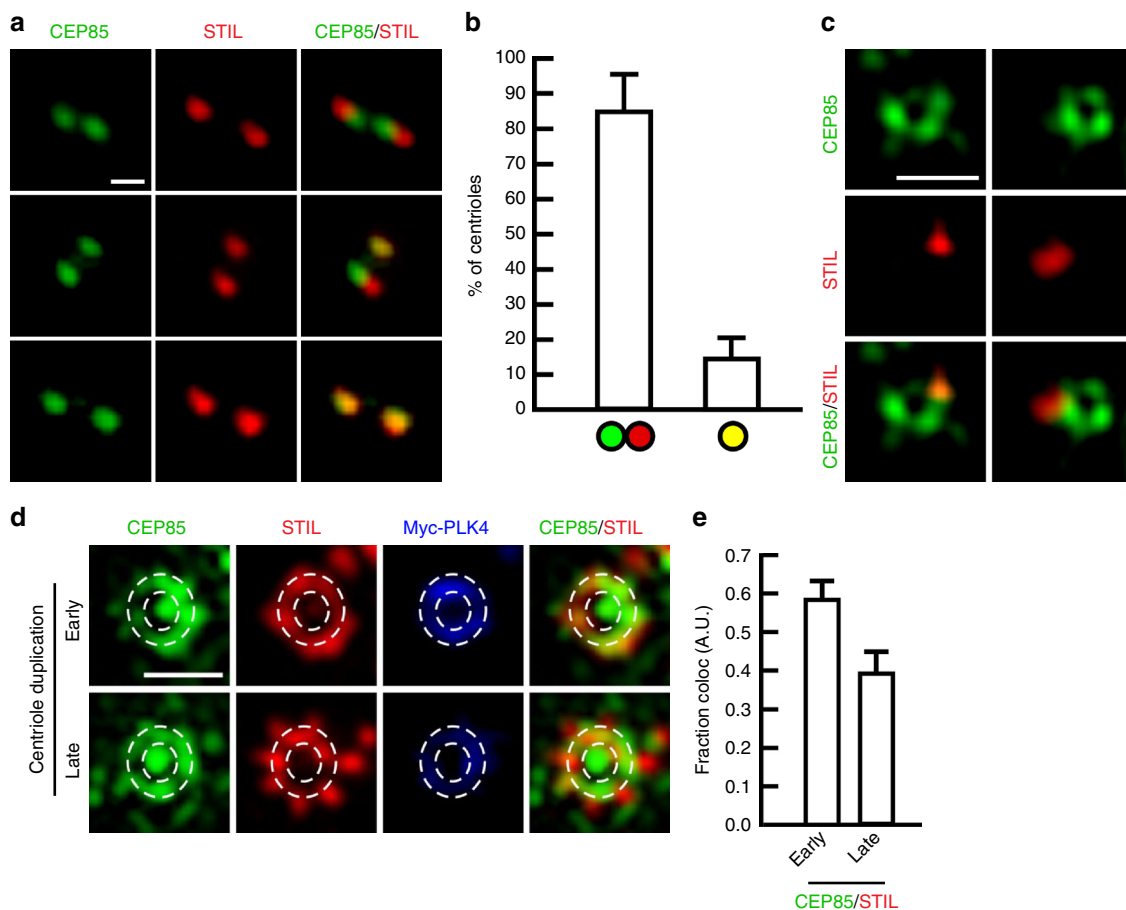 a
CEP85
STIL
CEP85/STIL
b
% of centrioles
100
90
80
70
60
50
40
30
20
10
0
c
CEP85
STIL
CEP85/STIL
d
CEP85
STIL
Myc-PLK4
CEP85/STIL
Centriole duplication
Early
Late
e
Fraction coloc (A.U.)
0.7
0.6
0.5
0.4
0.3
0.2
0.1
0.0
Early
Late
CEP85/STIL